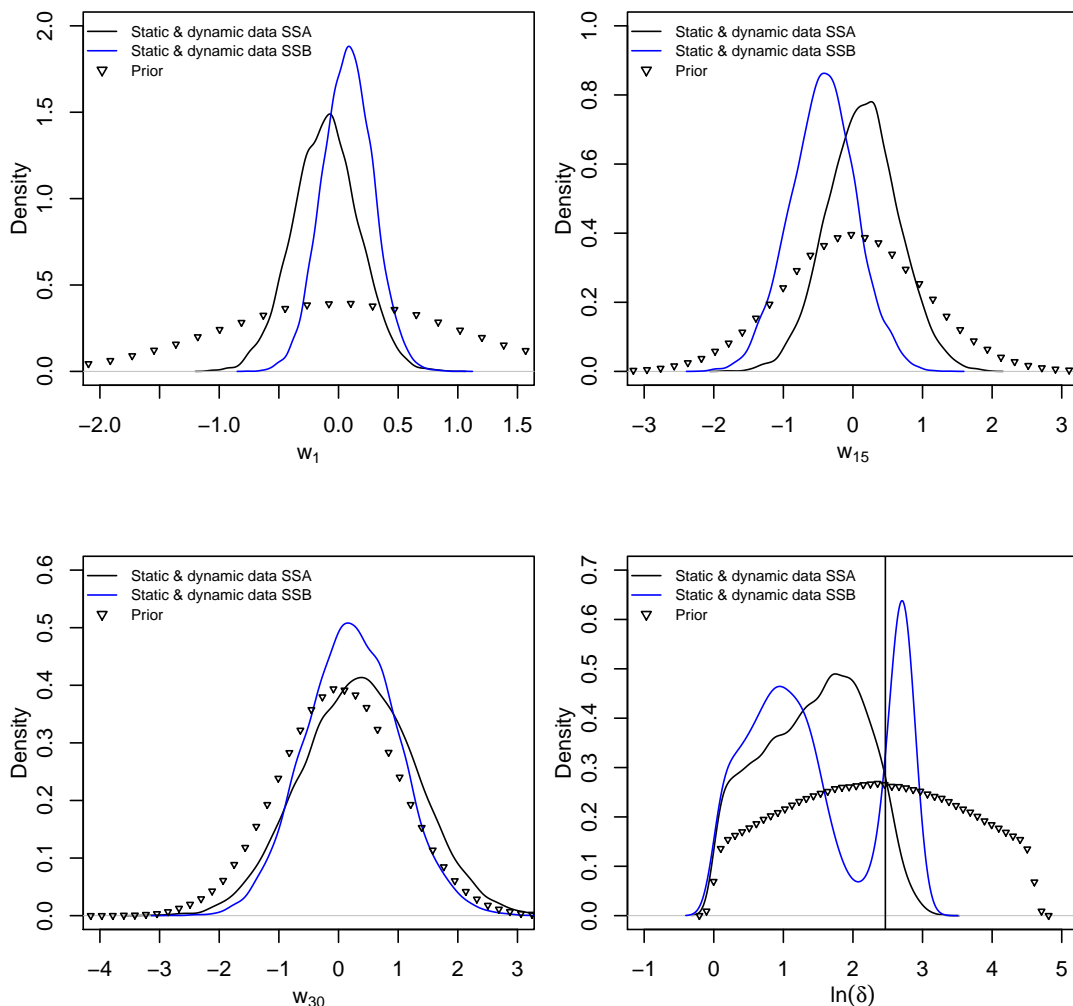 Static & dynamic data SSA
Static & dynamic data SSB
Prior
Density
0.0 0.5 1.0 1.5 2.0
−2.0 −1.0 0.0 0.5 1.0 1.5
w1
Static & dynamic data SSA
Static & dynamic data SSB
Prior
Density
0.0 0.2 0.4 0.6 0.8 1.0
−3 −2 −1 0 1 2 3
w15
Static & dynamic data SSA
Static & dynamic data SSB
Prior
Density
0.0 0.1 0.2 0.3 0.4 0.5 0.6
−4 −3 −2 −1 0 1 2 3
w30
Static & dynamic data SSA
Static & dynamic data SSB
Prior
Density
0.0 0.1 0.2 0.3 0.4 0.5 0.6 0.7
−1 0 1 2 3 4 5
ln(δ)